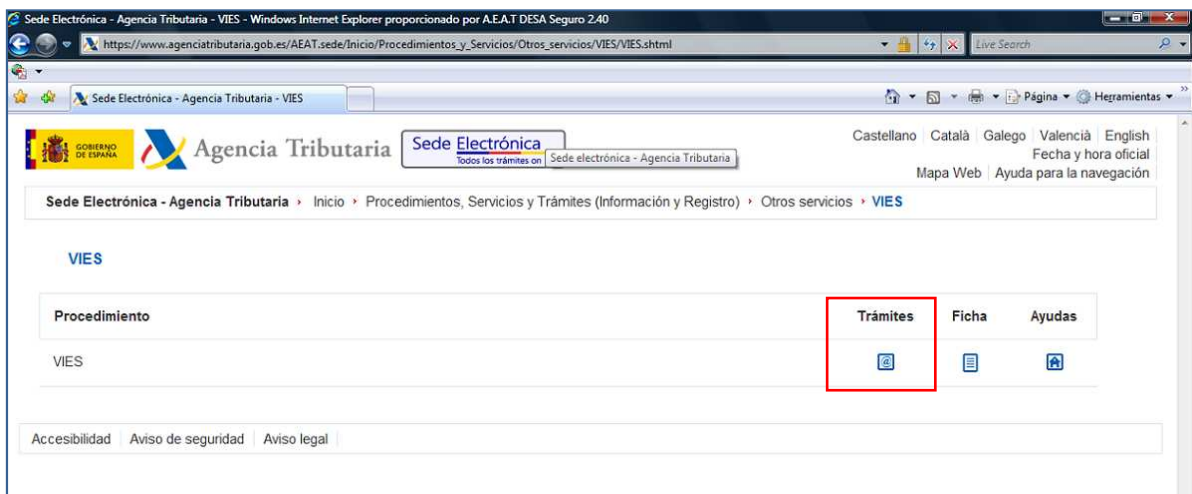 Sede Electrónica - Agencia Tributaria - VIES - Windows Internet Explorer proporcionado por A.E.A.T DESA Seguro 2.40
https://www.agenciatributaria.gob.es/AEAT.sede/Inicio/Procedimientos_y_Servicios/Otros_servicios/VIES/VIES.shtml
Live Search
Sede Electrónica - Agencia Tributaria - VIES
Página Herramientas
GOBIERNO DE ESPAÑA
Agencia Tributaria
Sede Electrónica
Todos los trámites on
Sede electrónica - Agencia Tributaria
Castellano Català Galego Valencià English
Fecha y hora oficial
Mapa Web Ayuda para la navegación
Sede Electrónica - Agencia Tributaria Inicio Procedimientos, Servicios y Trámites (Información y Registro) Otros servicios VIES
VIES
Procedimiento Trámites Ficha Ayudas
VIES
Accesibilidad Aviso de seguridad Aviso legal